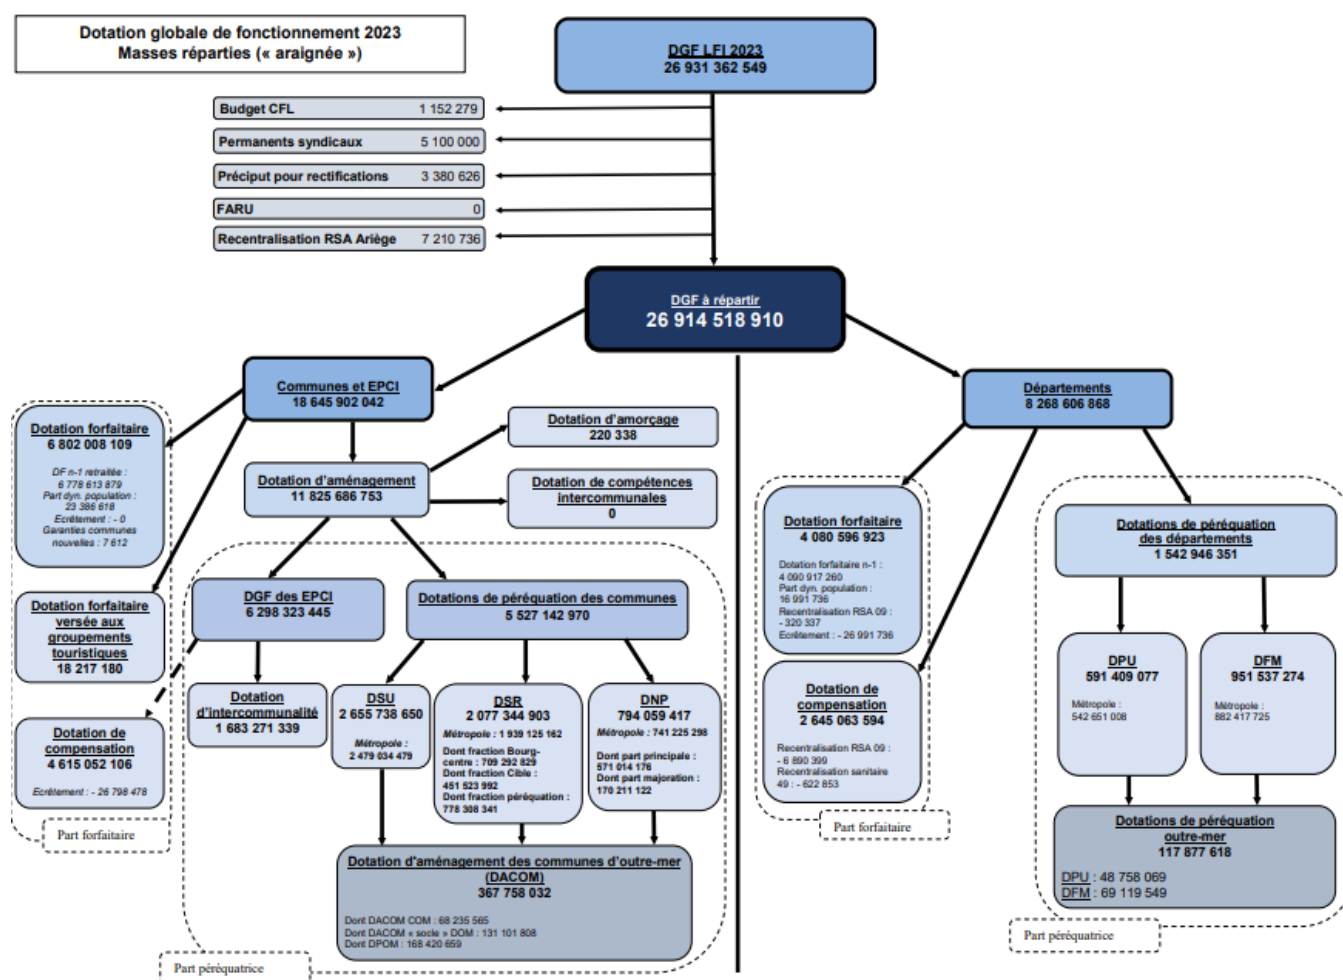 Dotation globale de fonctionnement 2023
Masses réparties (« araignée »)
DGF LFI 2023
26 931 362 549
Budget CFL 1 152 279
Permanents syndicaux 5 100 000
Préciput pour rectifications 3 380 626
FARU 0
Recentralisation RSA Ariège 7 210 736
DGF à répartir
26 914 518 910
Communes et EPCI
18 645 902 042
Départements
8 268 606 868
Dotation forfaitaire
6 802 008 109
DF n-1 retraitée :
6 778 613 879
Part dyn. population :
23 386 618
Ecrêtement : - 0
Garanties communes
nouvelles : 7 612
Dotation d'amorçage
220 338
Dotation d'aménagement
11 825 686 753
Dotation de compétences
intercommunales
0
Dotation forfaitaire
versée aux
groupements
touristiques
18 217 180
DGF des EPCI
6 298 323 445
Dotations de péréquation des communes
5 527 142 970
Dotation de
compensation
4 615 052 106
Ecrêtement : - 26 798 478
Part forfaitaire
Dotation
d'intercommunalité
1 683 271 339
DSU
2 655 738 650
Métropole :
2 479 034 479
DSR
2 077 344 903
Métropole : 1 939 125 162
Dont fraction Bourg-
centre : 709 292 829
Dont fraction Cible :
451 523 992
Dont fraction péréquation :
778 308 341
DNP
794 059 417
Métropole : 741 225 298
Dont part principale :
571 014 176
Dont part majoration :
170 211 122
Dotation d'aménagement des communes d'outre-mer
(DACOM)
367 758 032
Dont DACOM COM : 68 235 565
Dont DACOM « socle » DOM : 131 101 808
Dont DPOM : 168 420 659
Part péréquatrice
Dotation forfaitaire
4 080 596 923
Dotation forfaitaire n-1 :
4 090 917 260
Part dyn. population :
16 991 736
Recentralisation RSA 09 :
- 320 337
Ecrêtement : - 26 991 736
Dotation de
compensation
2 645 063 594
Recentralisation RSA 09 :
- 6 890 399
Recentralisation sanitaire
49 : - 622 853
Part forfaitaire
Dotations de péréquation
des départements
1 542 946 351
DPU
591 409 077
Métropole :
542 651 008
DFM
951 537 274
Métropole :
882 417 725
Dotations de péréquation
outre-mer
117 877 618
DPU : 48 758 069
DFM : 69 119 549
Part péréquatrice